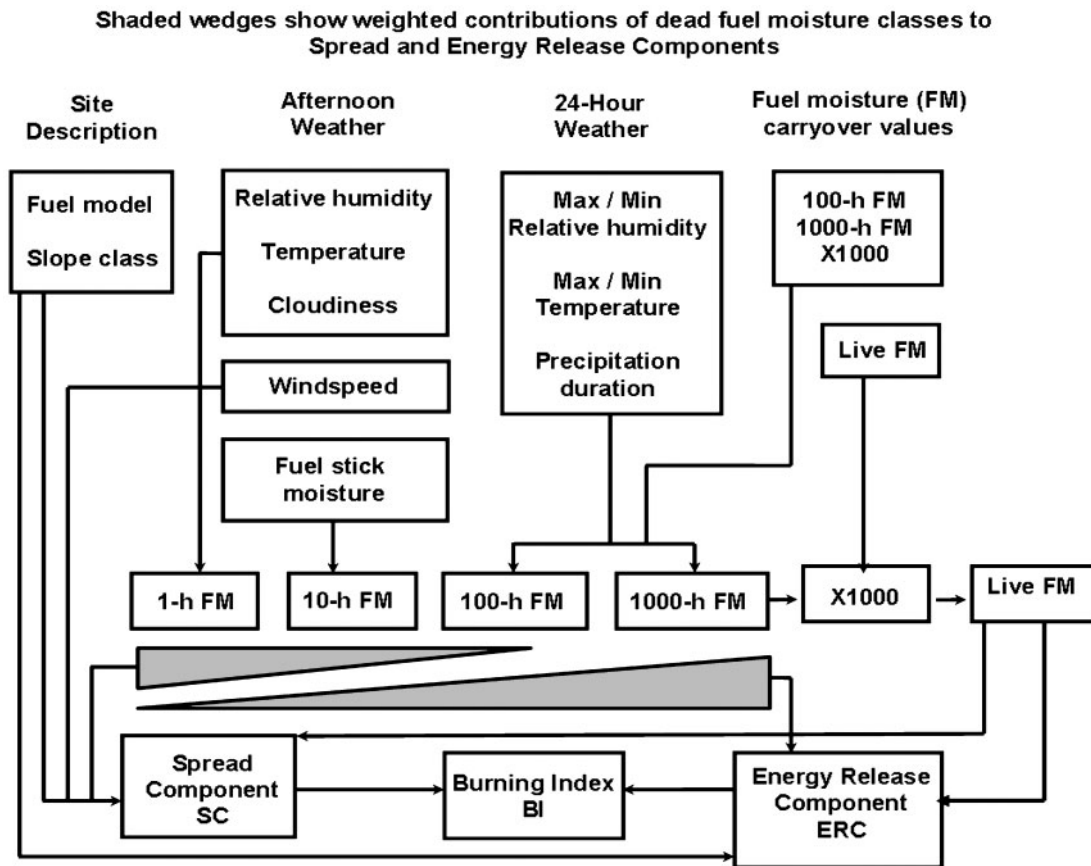 Shaded wedges show weighted contributions of dead fuel moisture classes to
Spread and Energy Release Components
Site
Description
Afternoon
Weather
24-Hour
Weather
Fuel moisture (FM)
carryover values
Fuel model
Slope class
Relative humidity
Temperature
Cloudiness
Max / Min
Relative humidity
Max / Min
Temperature
Precipitation
duration
100-h FM
1000-h FM
X1000
Live FM
Windspeed
Fuel stick
moisture
1-h FM
10-h FM
100-h FM
1000-h FM
X1000
Live FM
Spread
Component
SC
Burning Index
BI
Energy Release
Component
ERC